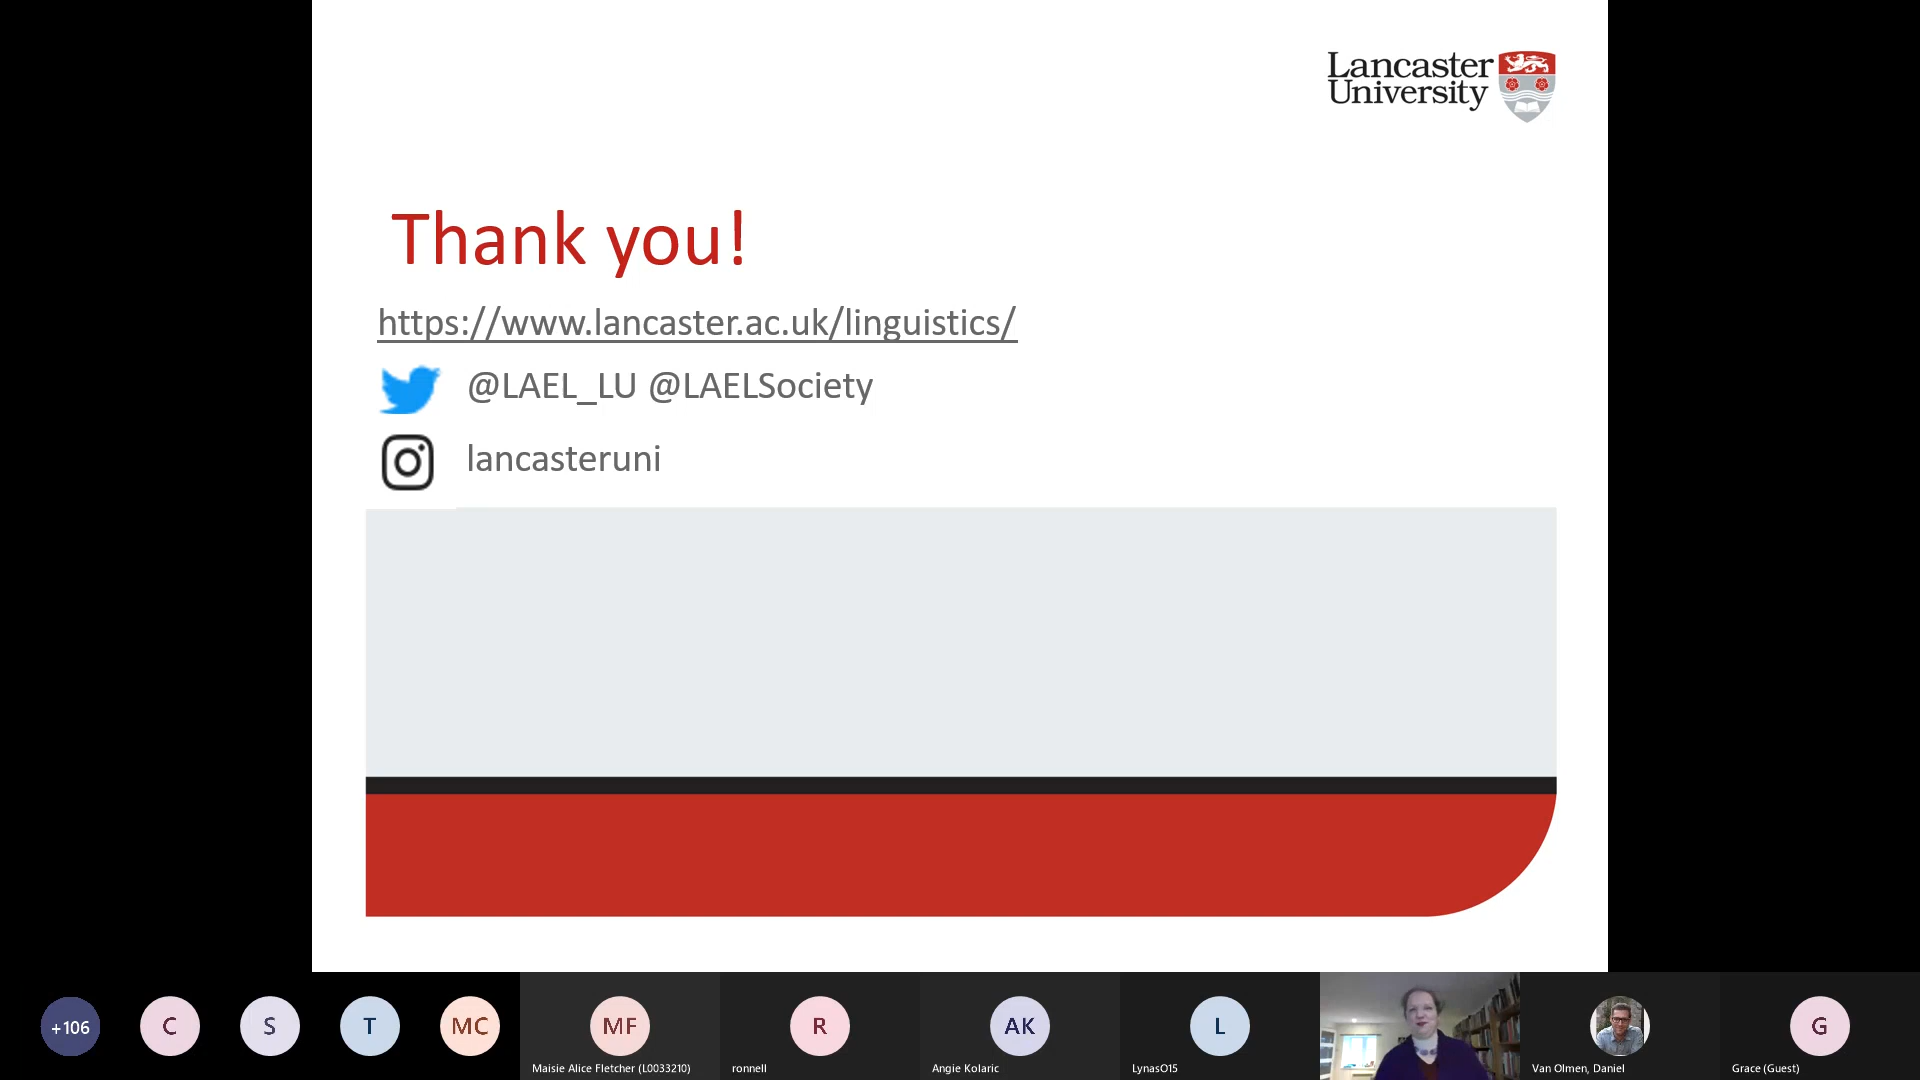 Lancaster
University
Thank you!
https://www.lancaster.ac.uk/linguistics/
@LAEL_LU @LAELSociety
lancasteruni
+106
C
S
T
MC
MF
R
AK
L
G
Maisie Alice Fletcher (L0033210)
ronnell
Angie Kolaric
LynasO15
Van Olmen, Daniel
Grace (Guest)